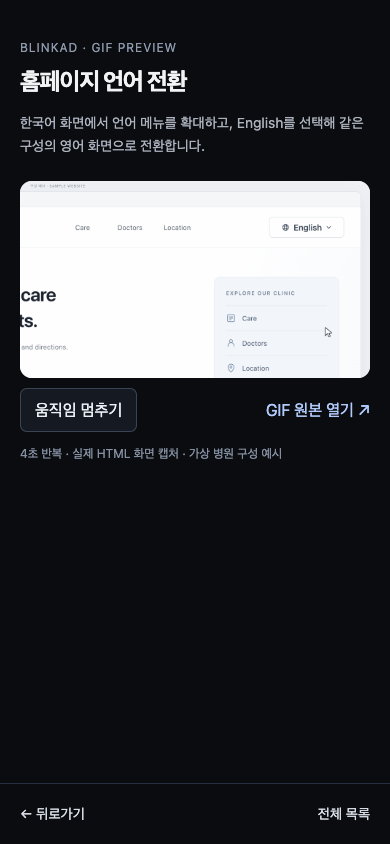 BLINKAD · GIF PREVIEW
홈페이지 언어 전환
한국어 화면에서 언어 메뉴를 확대하고, English를 선택해 같은
구성의 영어 화면으로 전환합니다.
SAMPLE WEBSITE
Care Doctors Location English
EXPLORE OUR CLINIC
care
Care
ts.
Doctors
and directions.
Location
움직임 멈추기
GIF 원본 열기 ↗
4초 반복 · 실제 HTML 화면 캡처 · 가상 병원 구성 예시
← 뒤로가기
전체 목록